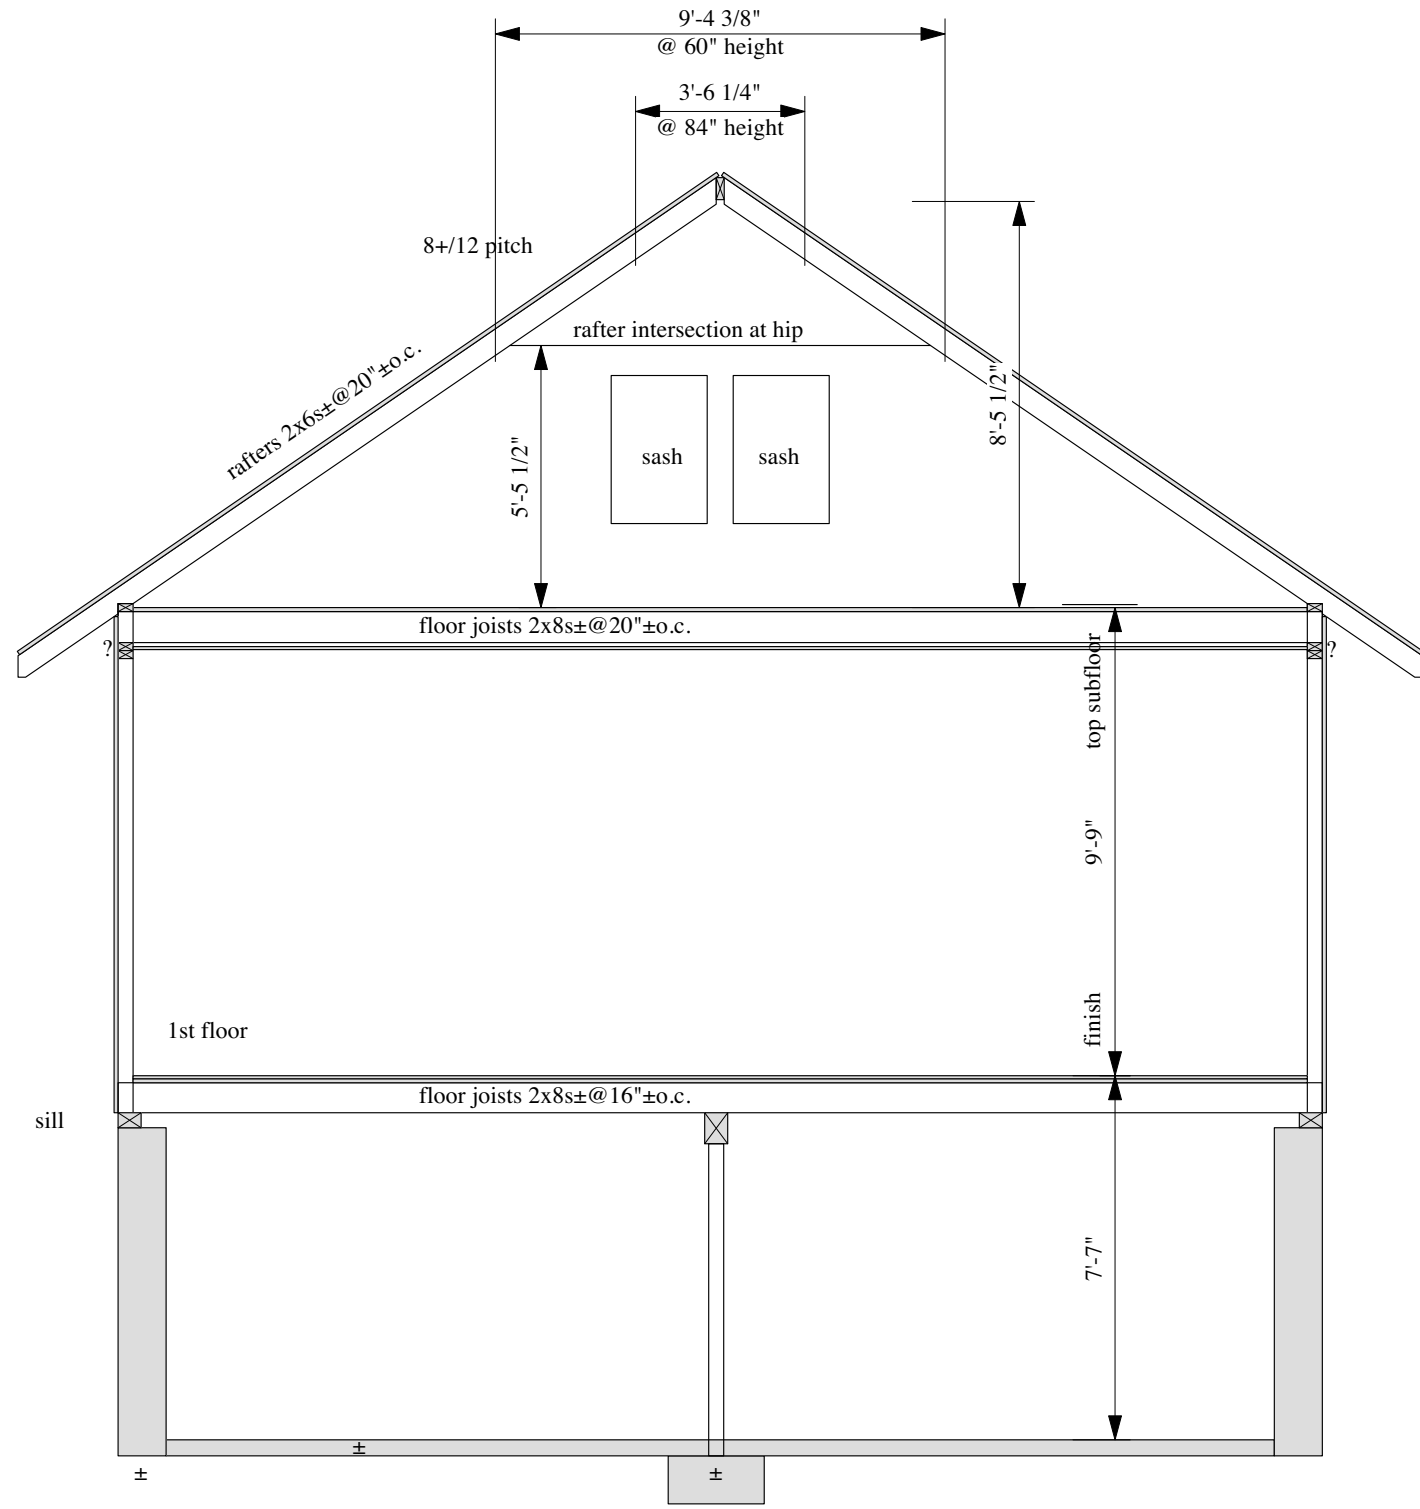 9'-4 3/8"
@ 60" height
3'-6 1/4"
@ 84" height
8+/12 pitch
rafter intersection at hip
rafters 2x6s±@20"±o.c.
8'-5 1/2"
5'-5 1/2"
sash
sash
floor joists 2x8s±@20"±o.c.
?
?
top subfloor
9'-9"
finish
1st floor
floor joists 2x8s±@16"±o.c.
sill
7'-7"
±
±
±